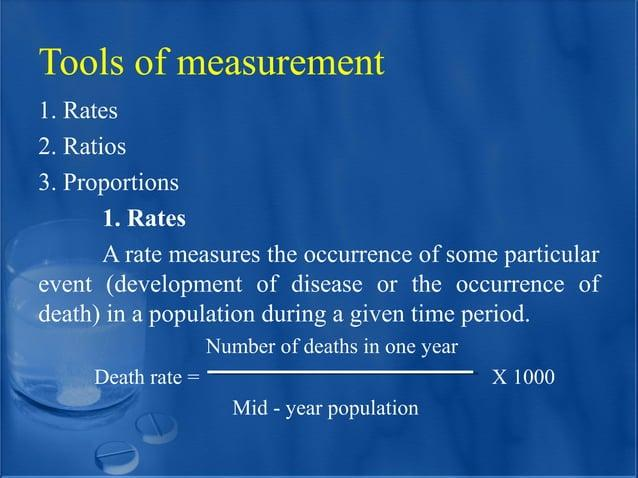 Tools of measurement
1. Rates
2. Ratios
3. Proportions
1. Rates
A rate measures the occurrence of some particular
event (development of disease or the occurrence of
death) in a population during a given time period.
Number of deaths in one year
Death rate = X 1000
Mid - year population